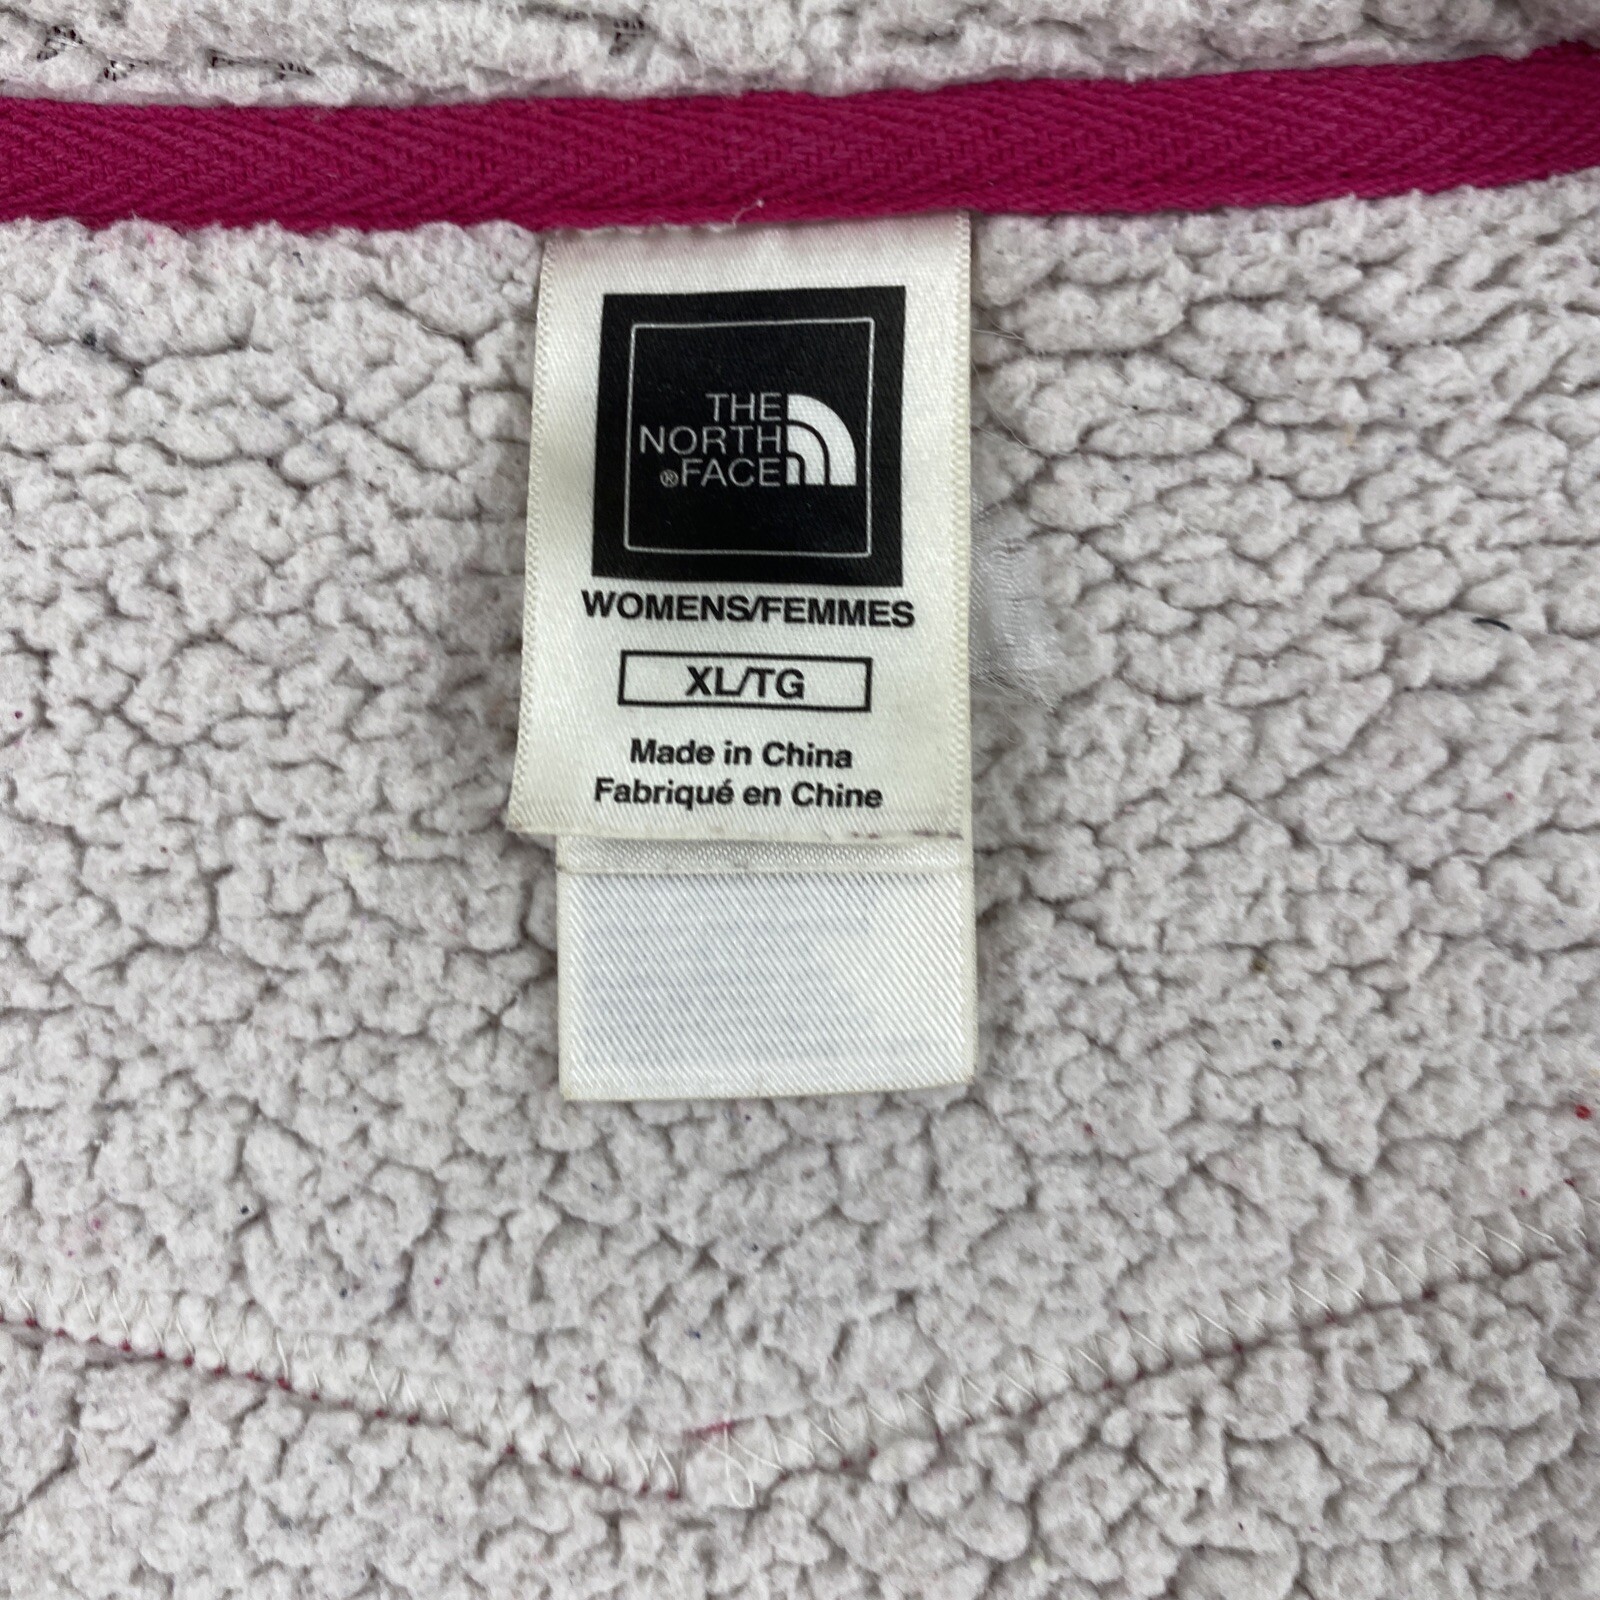 THE
NORTH
®FACE
WOMENS/FEMMES
XL/TG
Made in China
Fabriqué en Chine